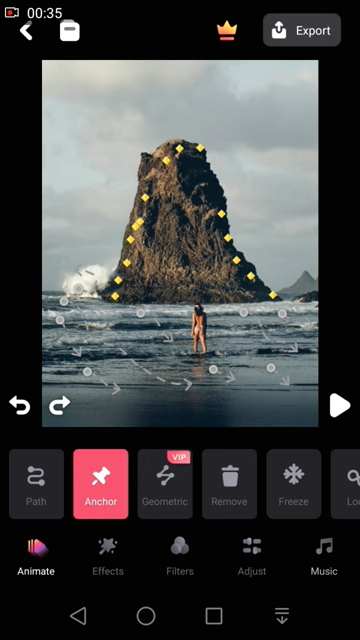 00:35
Export
VIP
Path
Anchor
Geometric
Remove
Freeze
Animate
Effects
Filters
Adjust
Music